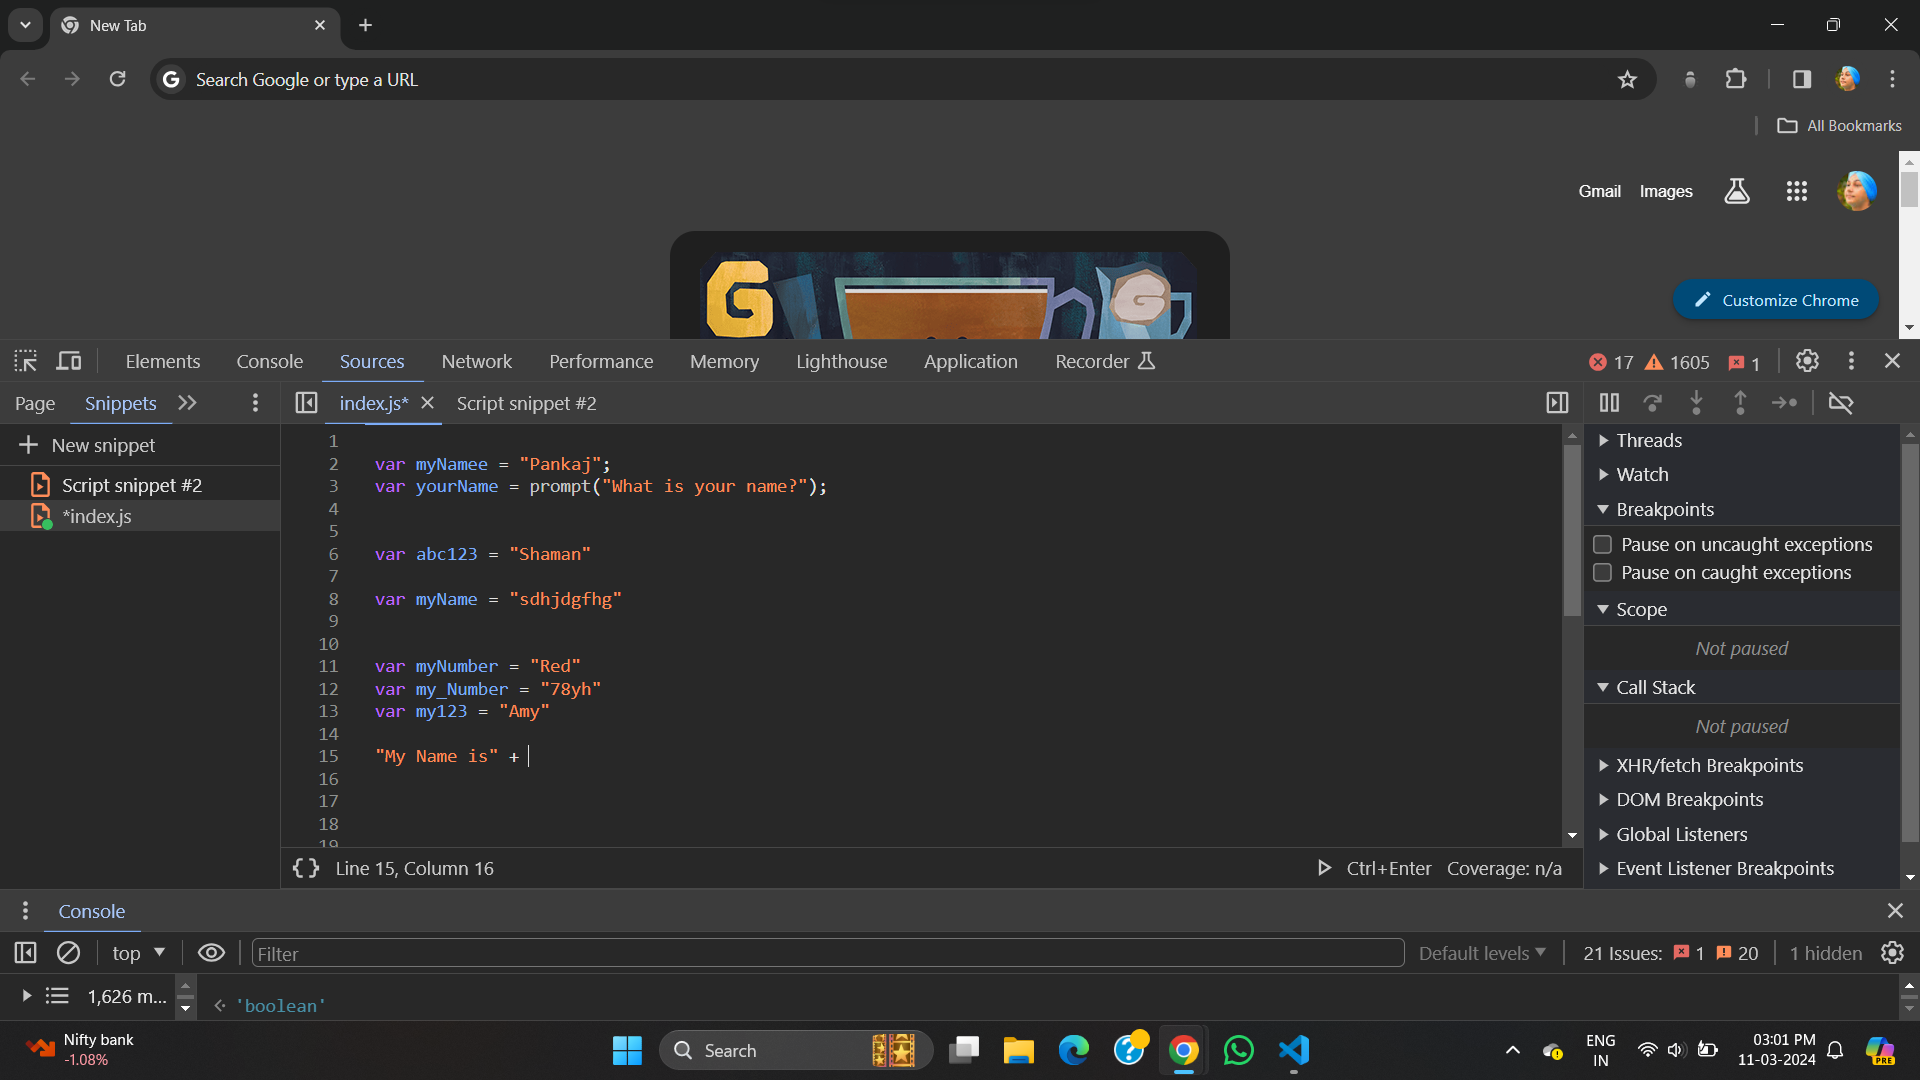 New Tab
Search Google or type a URL
All Bookmarks
Gmail Images
G G
Customize Chrome
Elements Console Sources Network Performance Memory Lighthouse Application Recorder 17 1605 1
Page Snippets index.js* Script snippet #2
New snippet
Script snippet #2
*index.js
1
2 var myNamee = "Pankaj";
3 var yourName = prompt("What is your name?");
4
5
6 var abc123 = "Shaman"
7
8 var myName = "sdhjdgfhg"
9
10
11 var myNumber = "Red"
12 var my_Number = "78yh"
13 var my123 = "Amy"
14
15 "My Name is" +
16
17
18
19
{} Line 15, Column 16 Ctrl+Enter Coverage: n/a
Threads
Watch
Breakpoints
Pause on uncaught exceptions
Pause on caught exceptions
Scope
Not paused
Call Stack
Not paused
XHR/fetch Breakpoints
DOM Breakpoints
Global Listeners
Event Listener Breakpoints
Console
top Filter Default levels 21 Issues: 1 20 1 hidden
1,626 m... 'boolean'
Nifty bank
-1.08%
Search
ENG
IN
03:01 PM
11-03-2024
PRE